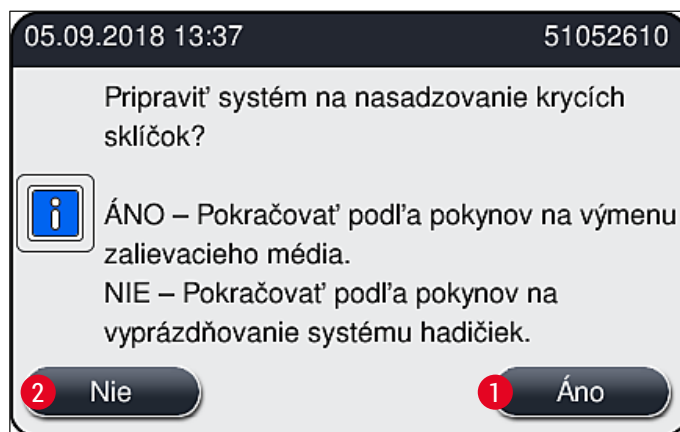 05.09.2018 13:37 51052610
Pripraviť systém na nasadzovanie krycích
sklíčok?
ÁNO – Pokračovať podľa pokynov na výmenu
zalievacieho média.
NIE – Pokračovať podľa pokynov na
vyprázdňovanie systému hadičiek.
2 Nie 1 Áno